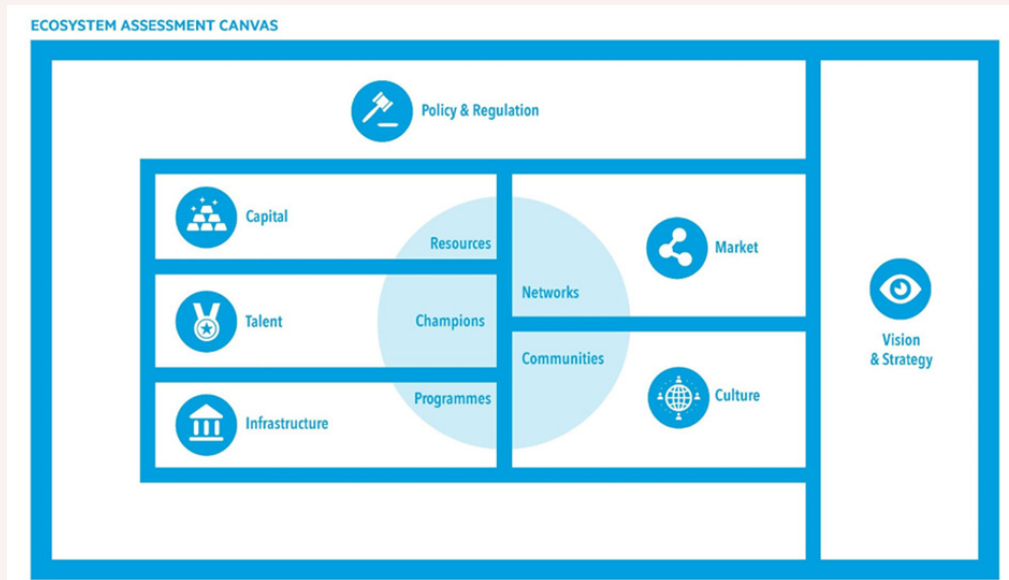 ECOSYSTEM ASSESSMENT CANVAS
Policy & Regulation
Capital
Resources
Talent
Champions
Infrastructure
Programmes
Market
Networks
Communities
Culture
Vision
& Strategy